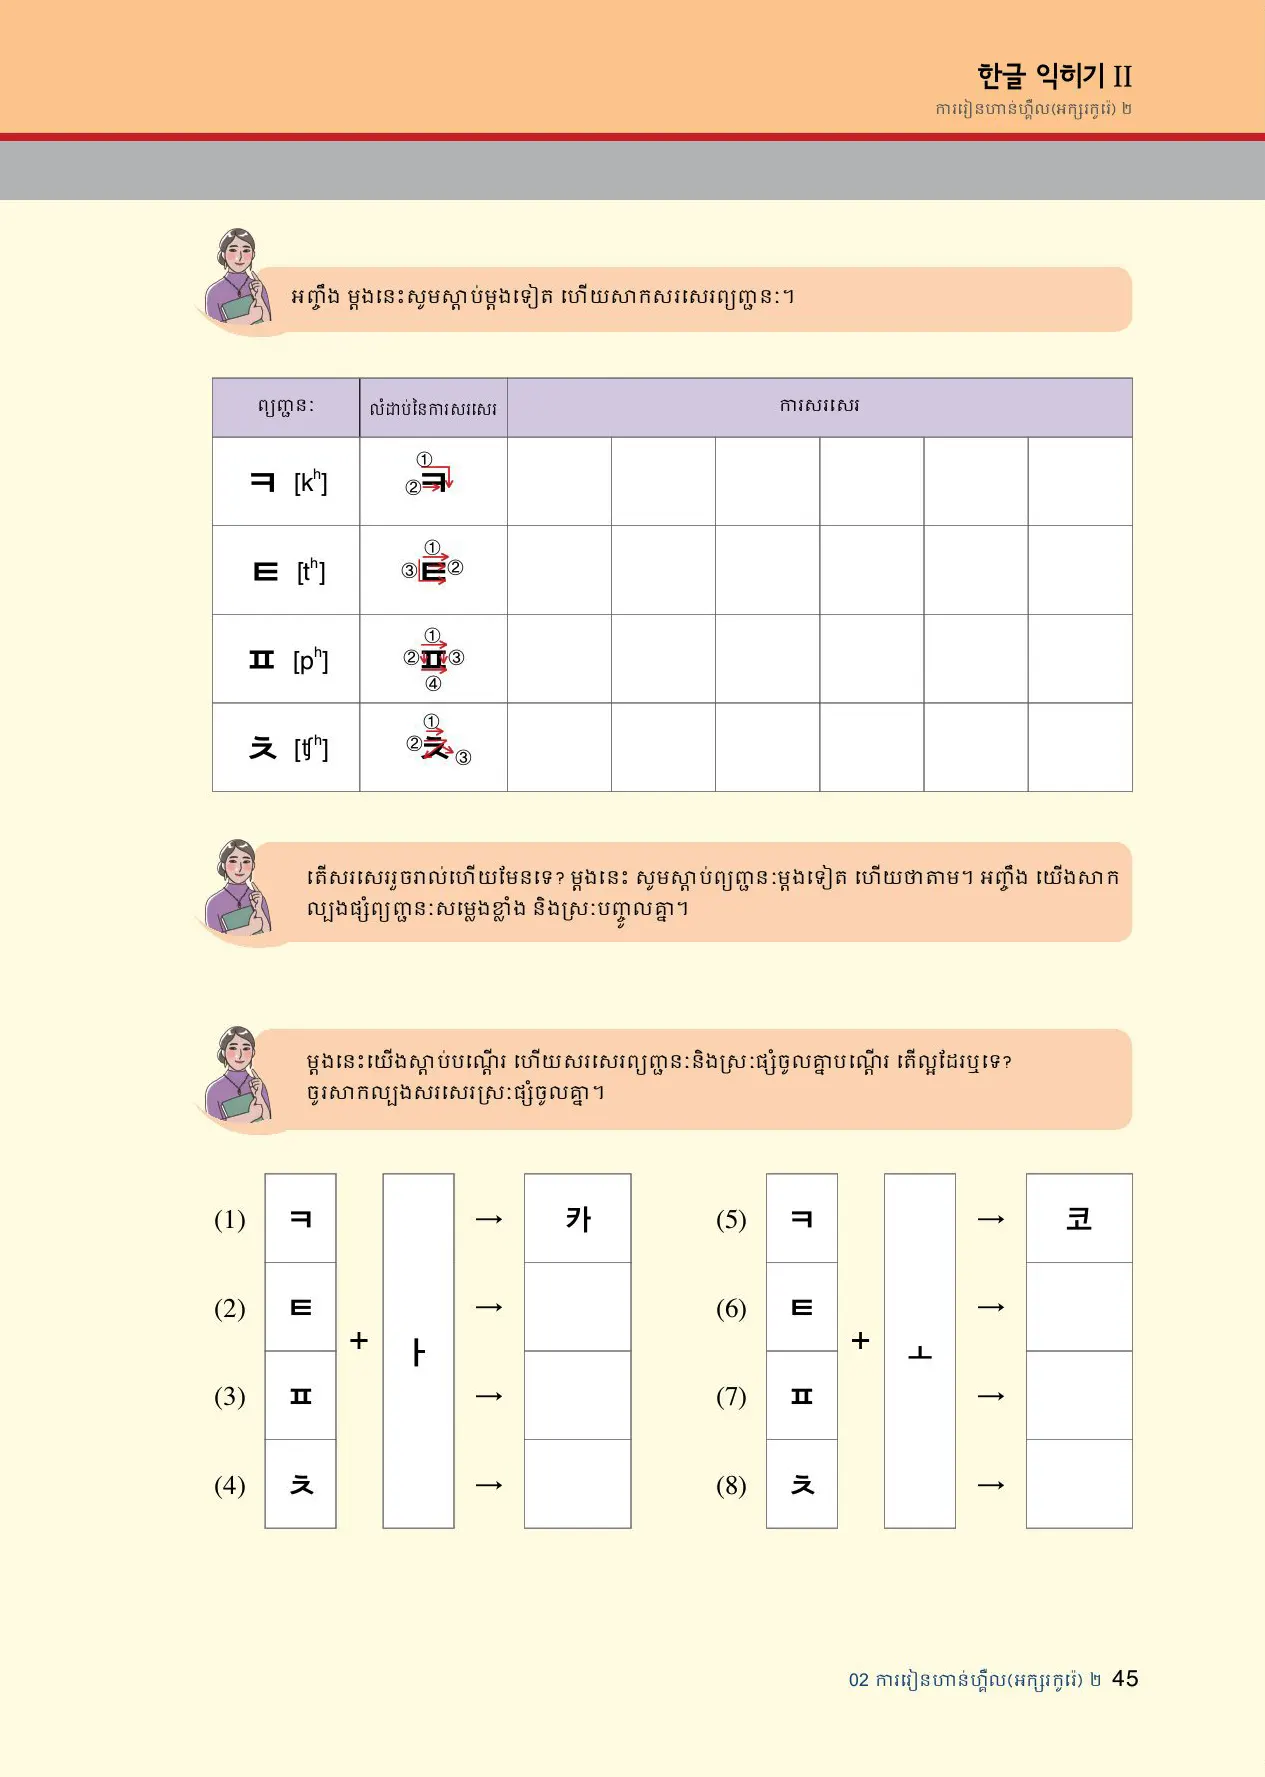 한글 익히기 II
ការរៀនហាន់ហ្គឺល(អក្សរកូរ៉េ) ២
អញ្ចឹង ម្តងនេះសូមស្តាប់ម្តងទៀត ហើយសាកសរសេរព្យញ្ជនៈ។
ព្យញ្ជនៈ លំដាប់នៃការសរសេរ ការសរសេរ
ㅋ [kʰ] ① ② ㅋ
ㅌ [tʰ] ① ② ③ ㅌ
ㅍ [pʰ] ① ② ③ ④ ㅍ
ㅊ [ʧʰ] ① ② ③ ㅊ
តើសរសេររួចរាល់ហើយមែនទេ? ម្តងនេះ សូមស្តាប់ព្យញ្ជនៈម្តងទៀត ហើយថាតាម។ អញ្ចឹង យើងសាក
ល្បងផ្សំព្យញ្ជនៈសម្លេងខ្លាំង និងស្រៈបញ្ចូលគ្នា។
ម្តងនេះយើងស្តាប់បណ្តើរ ហើយសរសេរព្យញ្ជនៈនិងស្រៈផ្សំចូលគ្នាបណ្តើរ តើល្អដែរឬទេ?
ចូរសាកល្បងសរសេរស្រៈផ្សំចូលគ្នា។
(1) ㅋ → 카 (5) ㅋ → 코
(2) ㅌ → (6) ㅌ →
+ ㅏ + ㅗ
(3) ㅍ → (7) ㅍ →
(4) ㅊ → (8) ㅊ →
02 ការរៀនហាន់ហ្គឺល(អក្សរកូរ៉េ) ២ 45